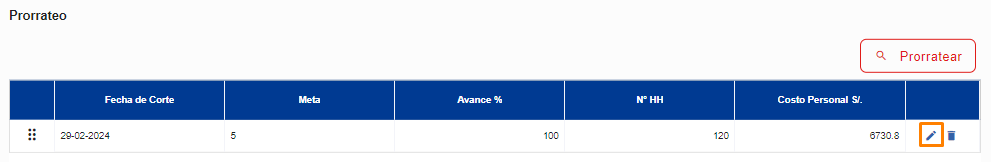 Prorrateo
Prorratear
Fecha de Corte Meta Avance % N° HH Costo Personal S/.
29-02-2024 5 100 120 6730.8